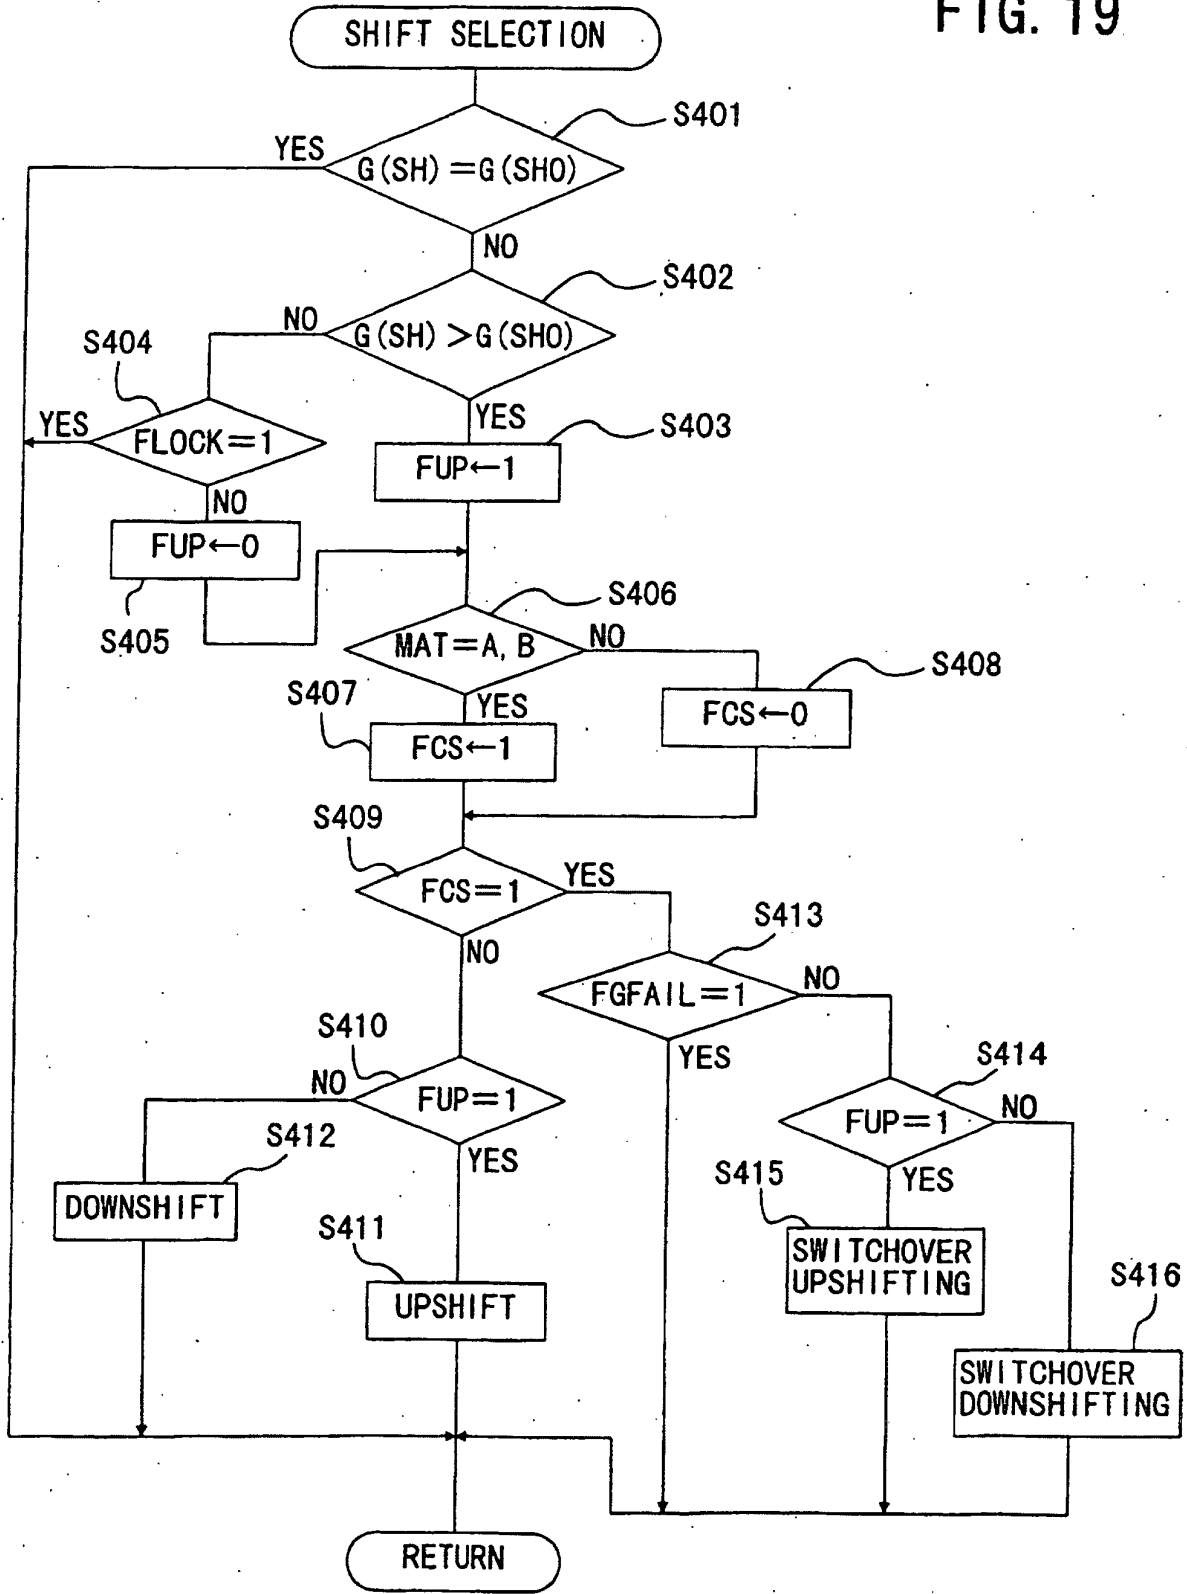 FIG. 19
SHIFT SELECTION
S401
YES
G(SH)=G(SHO)
NO
S402
NO
G(SH)>G(SHO)
S404
YES
YES
S403
FLOCK=1
FUP←1
NO
FUP←0
S405
S406
MAT=A, B
NO
S408
S407
YES
FCS←0
FCS←1
S409
FCS=1
YES
S413
NO
FGFAIL=1
NO
S410
YES
S414
NO
FUP=1
FUP=1
NO
S412
YES
S415
YES
DOWNSHIFT
S411
SWITCHOVER
UPSHIFTING
S416
UPSHIFT
SWITCHOVER
DOWNSHIFTING
RETURN